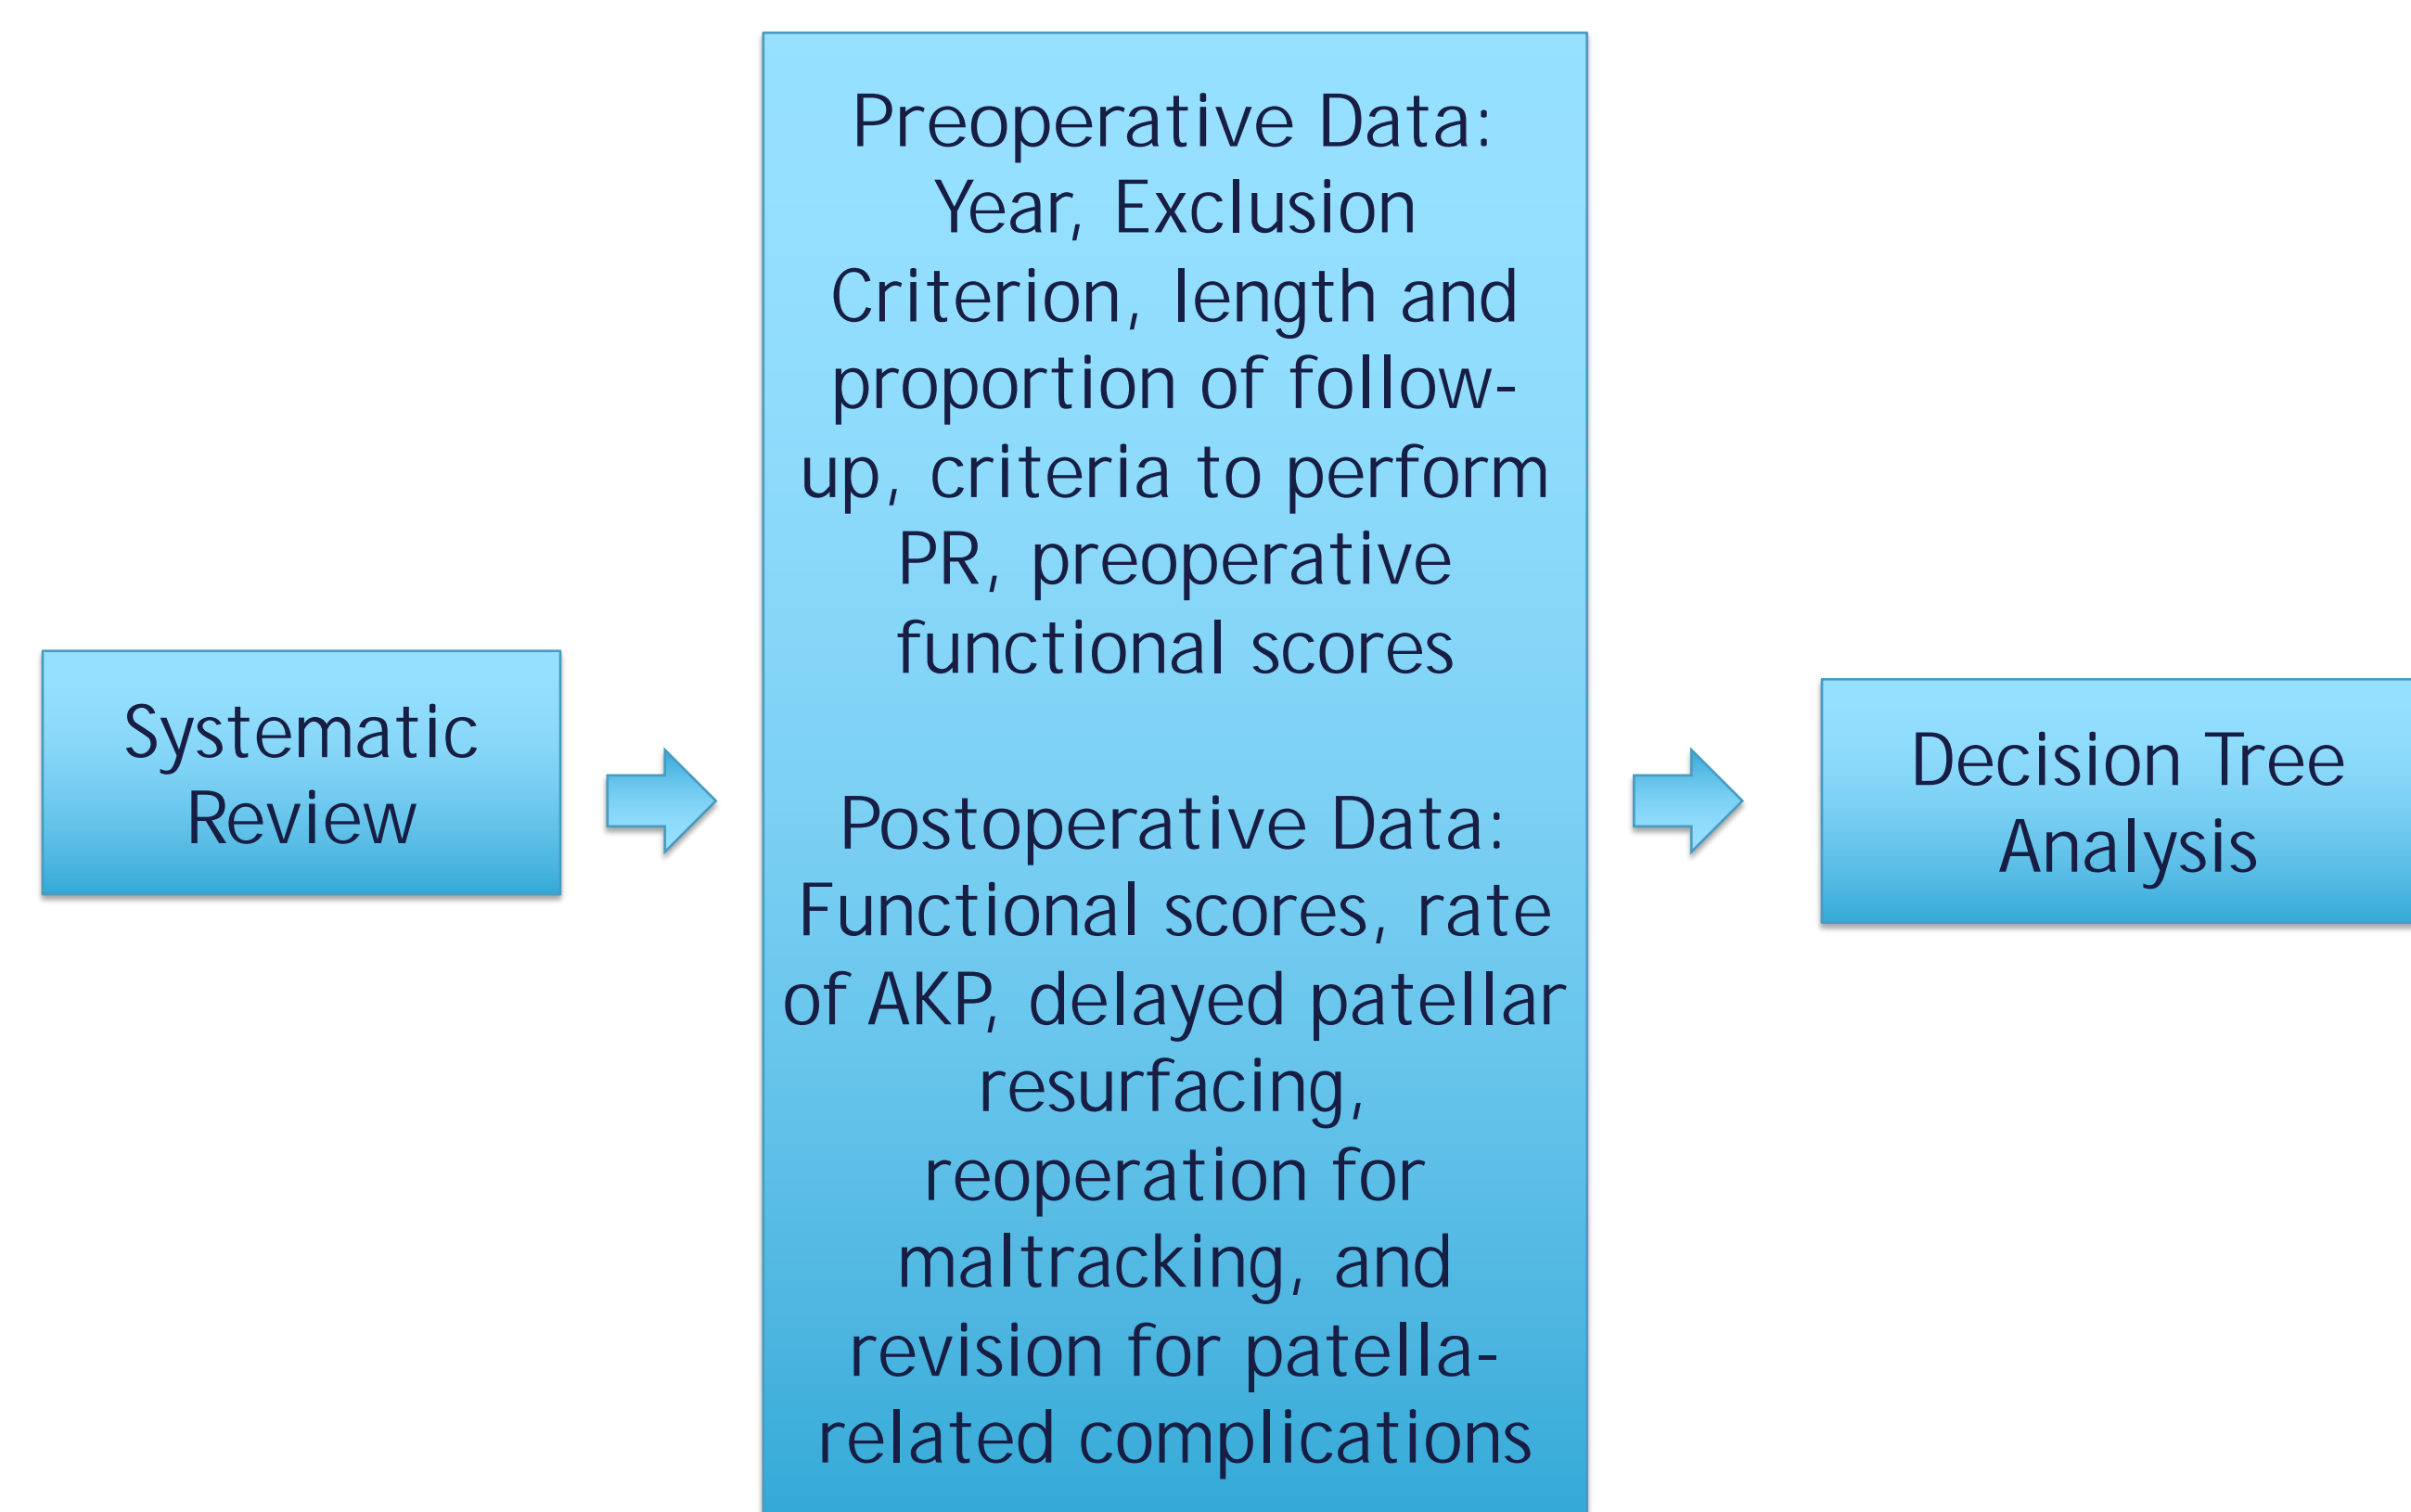 Systematic
Review
Preoperative Data:
Year, Exclusion
Criterion, length and
proportion of follow-
up, criteria to perform
PR, preoperative
functional scores
Postoperative Data:
Functional scores, rate
of AKP, delayed patellar
resurfacing,
reoperation for
maltracking, and
revision for patella-
related complications
Decision Tree
Analysis